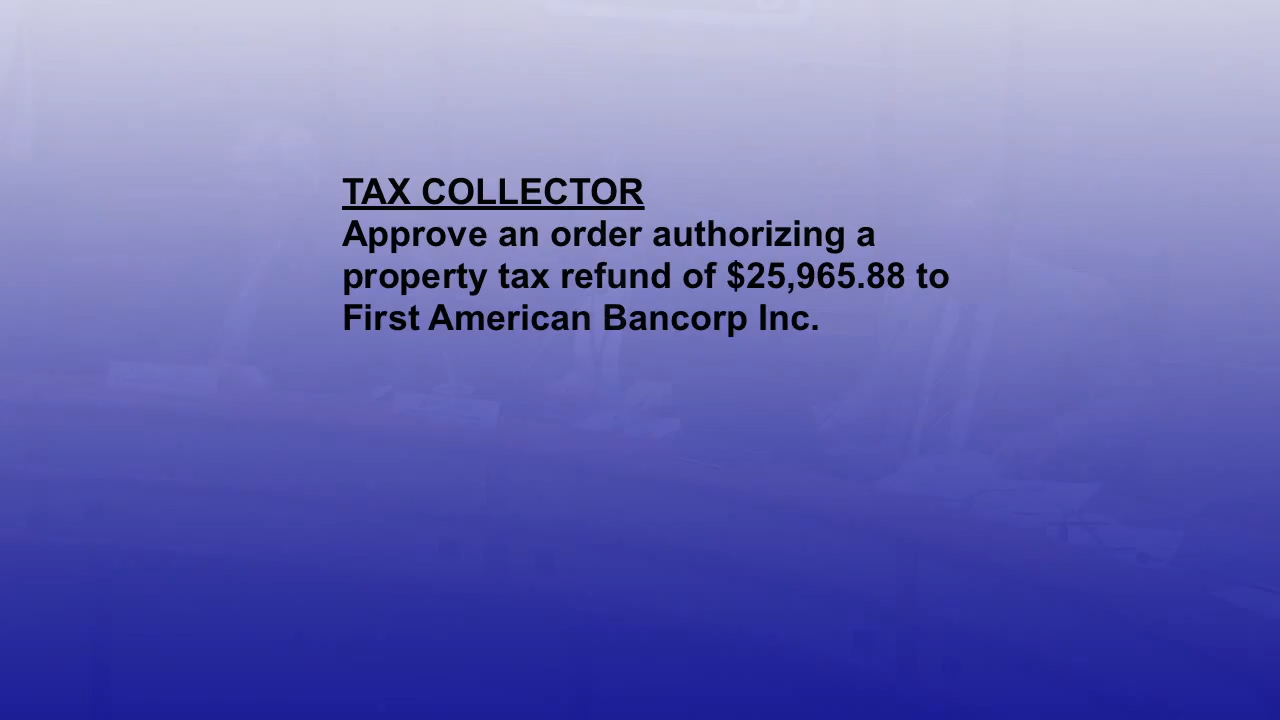 TAX COLLECTOR
Approve an order authorizing a
property tax refund of $25,965.88 to
First American Bancorp Inc.